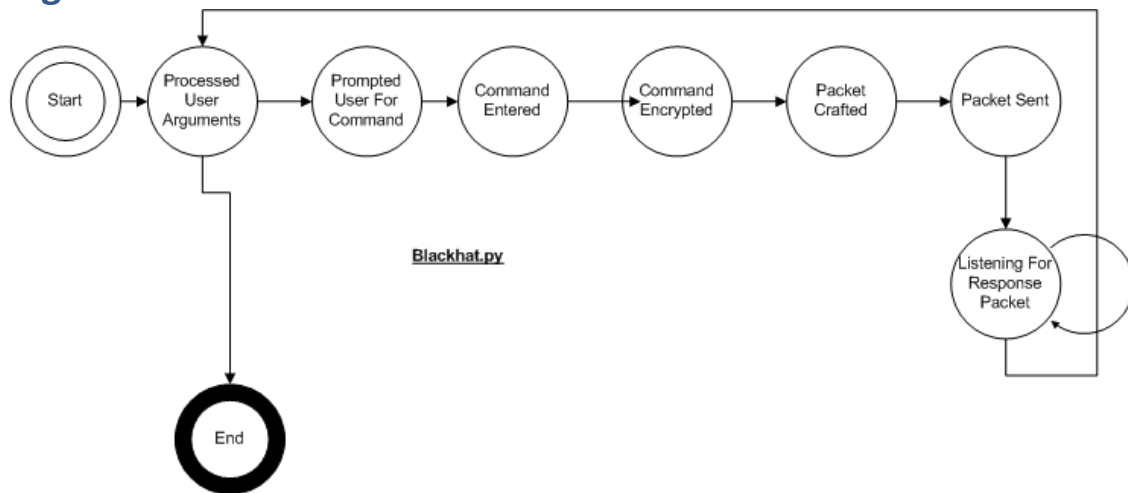 Start
Processed
User
Arguments
Prompted
User For
Command
Command
Entered
Command
Encrypted
Packet
Crafted
Packet Sent
Blackhat.py
Listening For
Response
Packet
End